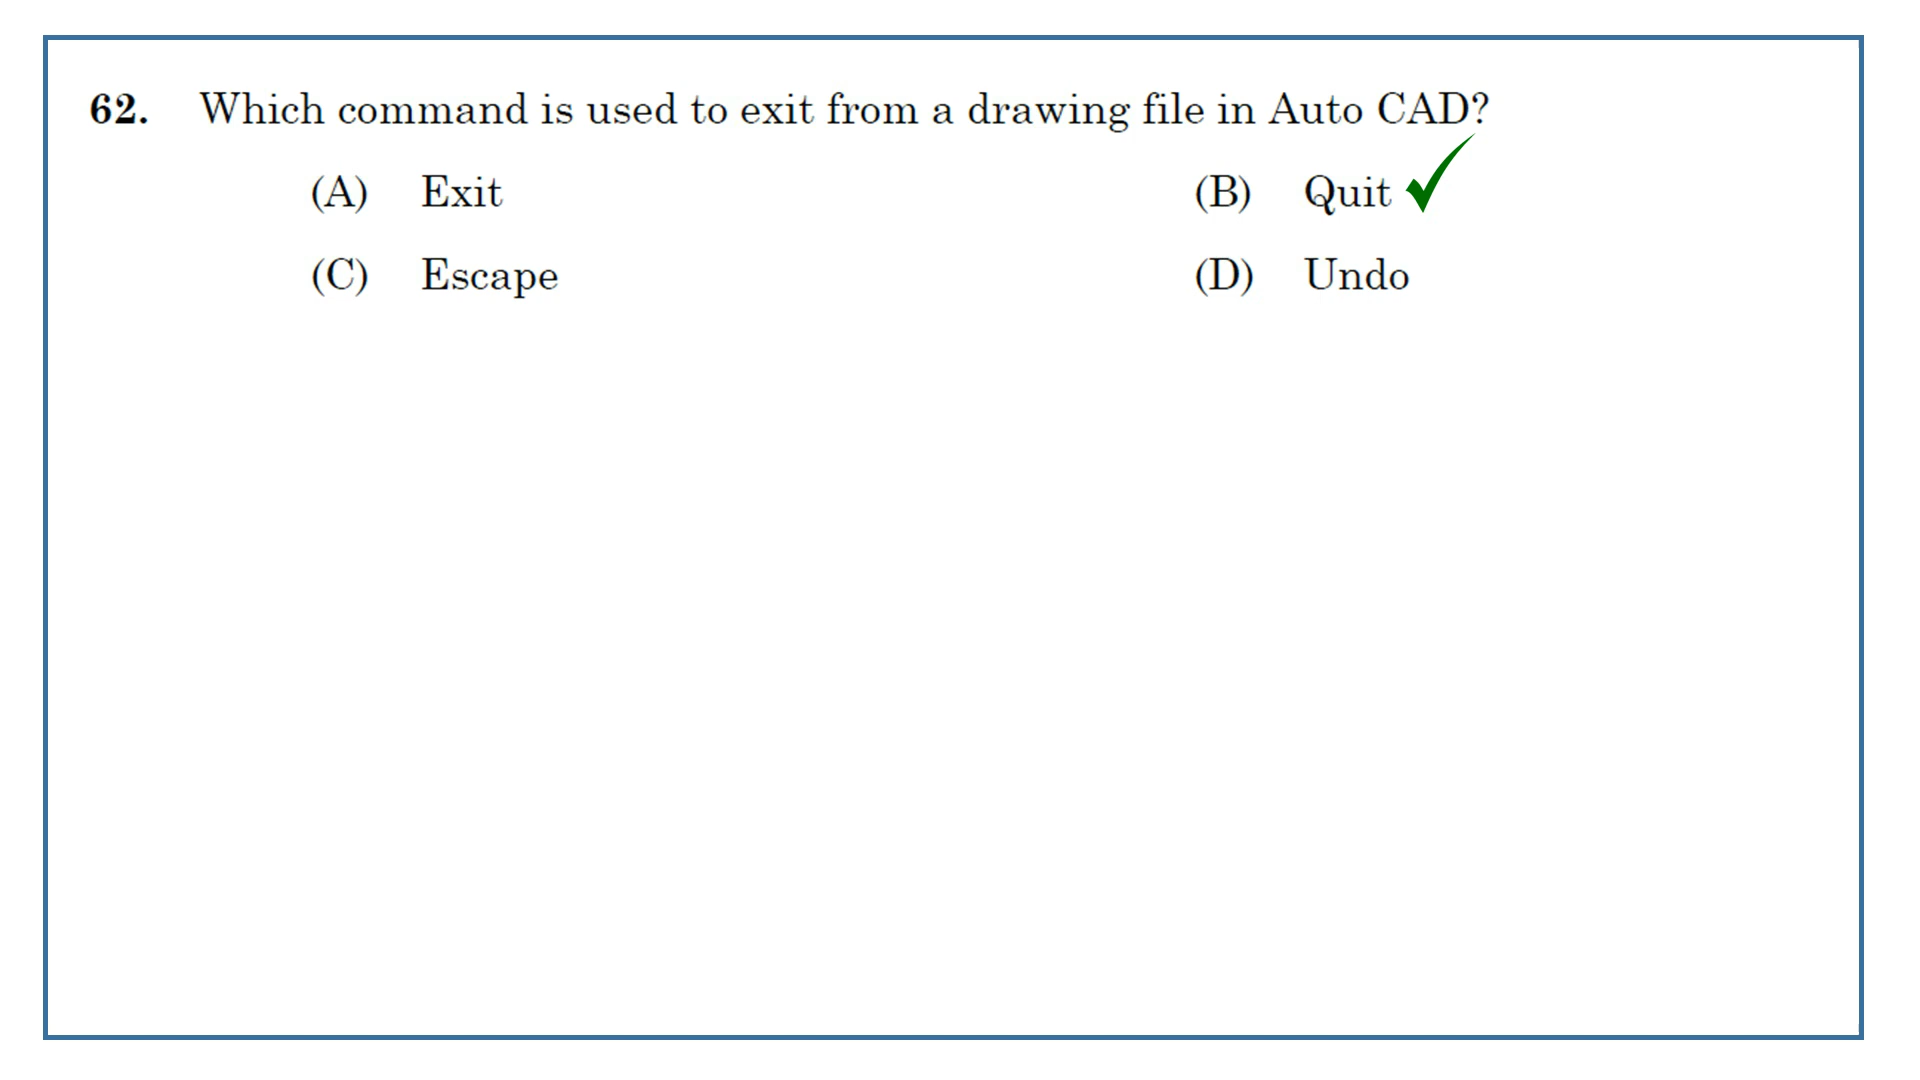 62. Which command is used to exit from a drawing file in Auto CAD?
(A) Exit (B) Quit
(C) Escape (D) Undo